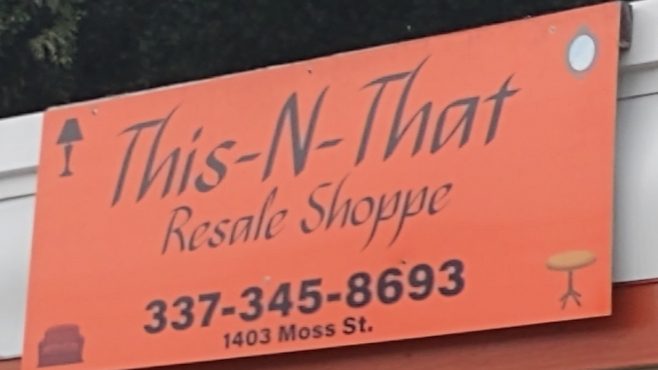 This-N-That
Resale Shoppe
337-345-8693
1403 Moss St.